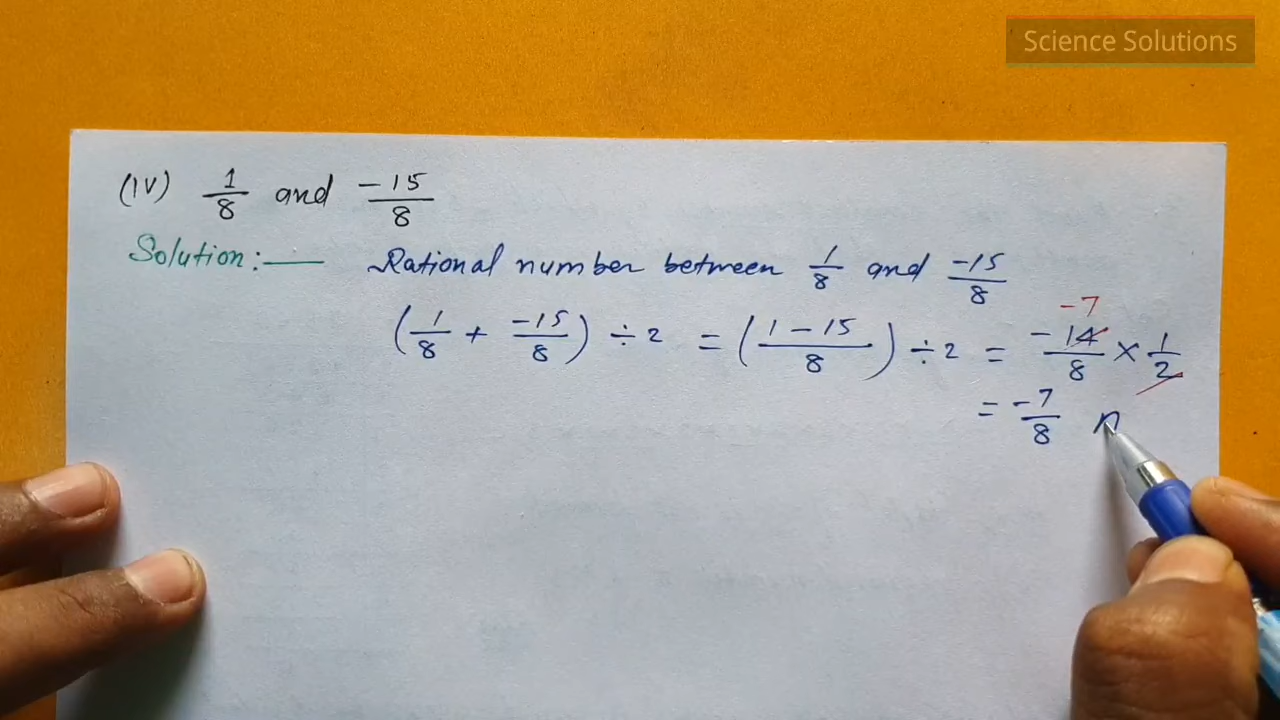 Science Solutions
(IV) 1/8 and -15/8
Solution:— Rational number between 1/8 and -15/8
(1/8 + -15/8) ÷ 2 = (1 - 15/8) ÷ 2 = -14/8 × 1/2
-7
= -7/8